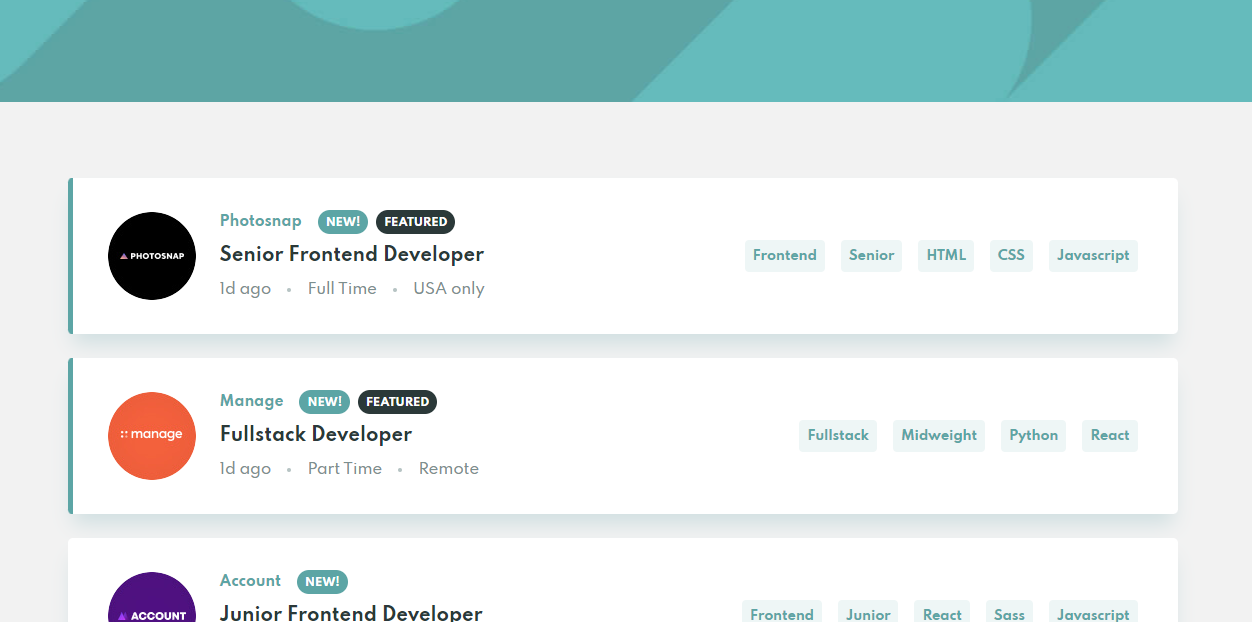 PHOTOSNAP
Photosnap NEW! FEATURED
Senior Frontend Developer
1d ago • Full Time • USA only
Frontend Senior HTML CSS Javascript
manage
Manage NEW! FEATURED
Fullstack Developer
1d ago • Part Time • Remote
Fullstack Midweight Python React
ACCOUNT
Account NEW!
Junior Frontend Developer
Frontend Junior React Sass Javascript